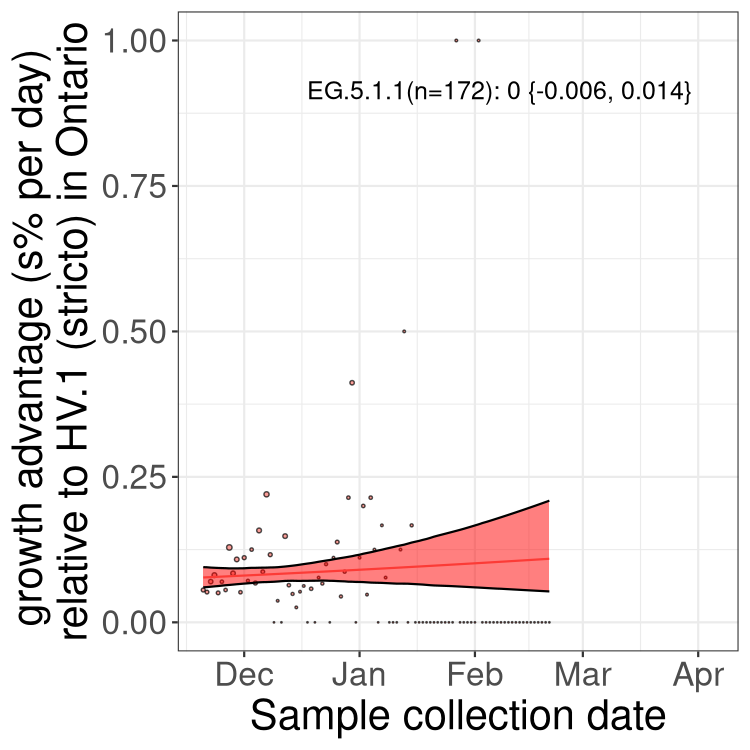 growth advantage (s% per day)
relative to HV.1 (stricto) in Ontario
1.00
0.75
0.50
0.25
0.00
EG.5.1.1(n=172): 0 {-0.006, 0.014}
Dec
Jan
Feb
Mar
Apr
Sample collection date